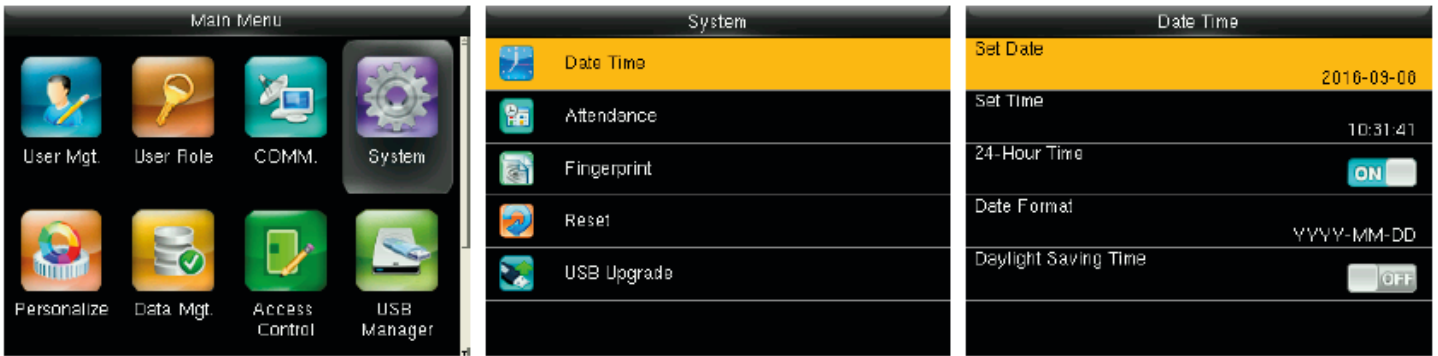 Main Menu
User Mgt.
User Role
COMM.
System
Personalize
Data Mgt.
Access
Control
USB
Manager
System
Date Time
Attendance
Fingerprint
Reset
USB Upgrade
Date Time
Set Date
2016-09-06
Set Time
10:31:41
24-Hour Time
ON
Date Format
YYYY-MM-DD
Daylight Saving Time
OFF